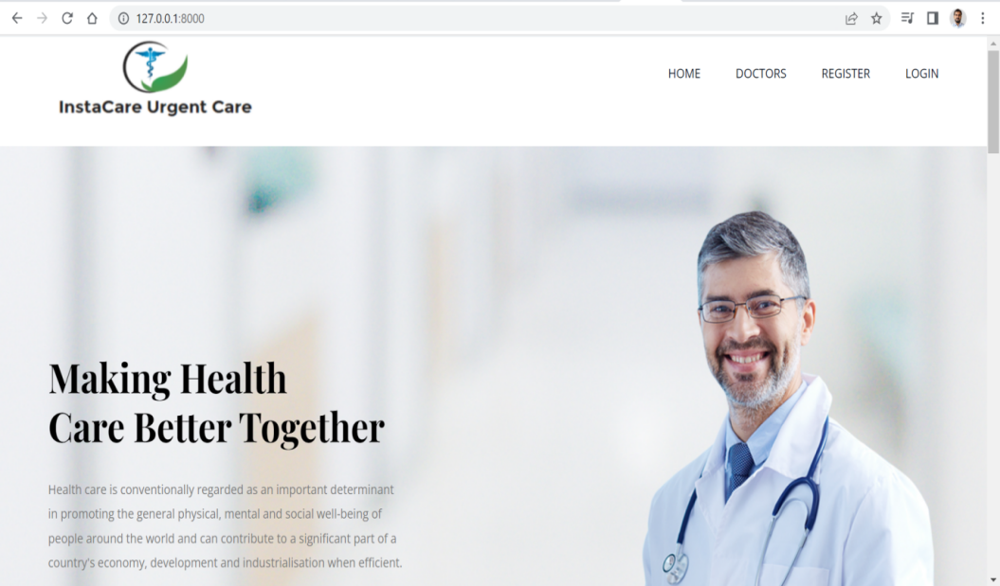 127.0.0.1:8000
InstaCare Urgent Care
HOME DOCTORS REGISTER LOGIN
Making Health
Care Better Together
Health care is conventionally regarded as an important determinant
in promoting the general physical, mental and social well-being of
people around the world and can contribute to a significant part of a
country's economy, development and industrialisation when efficient.